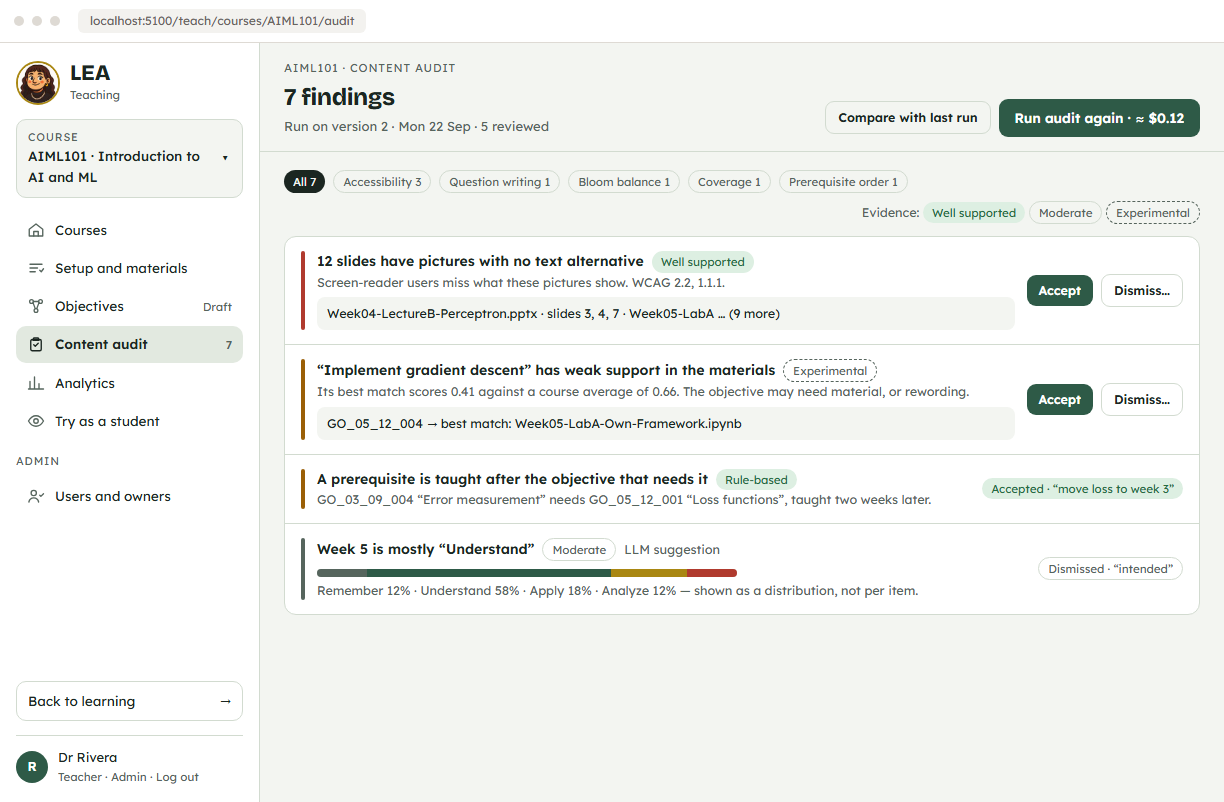 localhost:5100/teach/courses/AIML101/audit
LEA
Teaching
COURSE
AIML101 · Introduction to
AI and ML
Courses
Setup and materials
Objectives
Draft
Content audit
7
Analytics
Try as a student
ADMIN
Users and owners
Back to learning
→
R
Dr Rivera
Teacher · Admin · Log out
AIML101 · CONTENT AUDIT
7 findings
Run on version 2 · Mon 22 Sep · 5 reviewed
Compare with last run
Run audit again · ≈ $0.12
All 7
Accessibility 3
Question writing 1
Bloom balance 1
Coverage 1
Prerequisite order 1
Evidence: Well supported Moderate Experimental
12 slides have pictures with no text alternative Well supported
Screen-reader users miss what these pictures show. WCAG 2.2, 1.1.1.
Week04-LectureB-Perceptron.pptx · slides 3, 4, 7 · Week05-LabA … (9 more)
Accept
Dismiss…
“Implement gradient descent” has weak support in the materials Experimental
Its best match scores 0.41 against a course average of 0.66. The objective may need material, or rewording.
GO_05_12_004 → best match: Week05-LabA-Own-Framework.ipynb
Accept
Dismiss…
A prerequisite is taught after the objective that needs it Rule-based
GO_03_09_004 “Error measurement” needs GO_05_12_001 “Loss functions”, taught two weeks later.
Accepted · “move loss to week 3”
Week 5 is mostly “Understand” Moderate LLM suggestion
Remember 12% · Understand 58% · Apply 18% · Analyze 12% — shown as a distribution, not per item.
Dismissed · “intended”